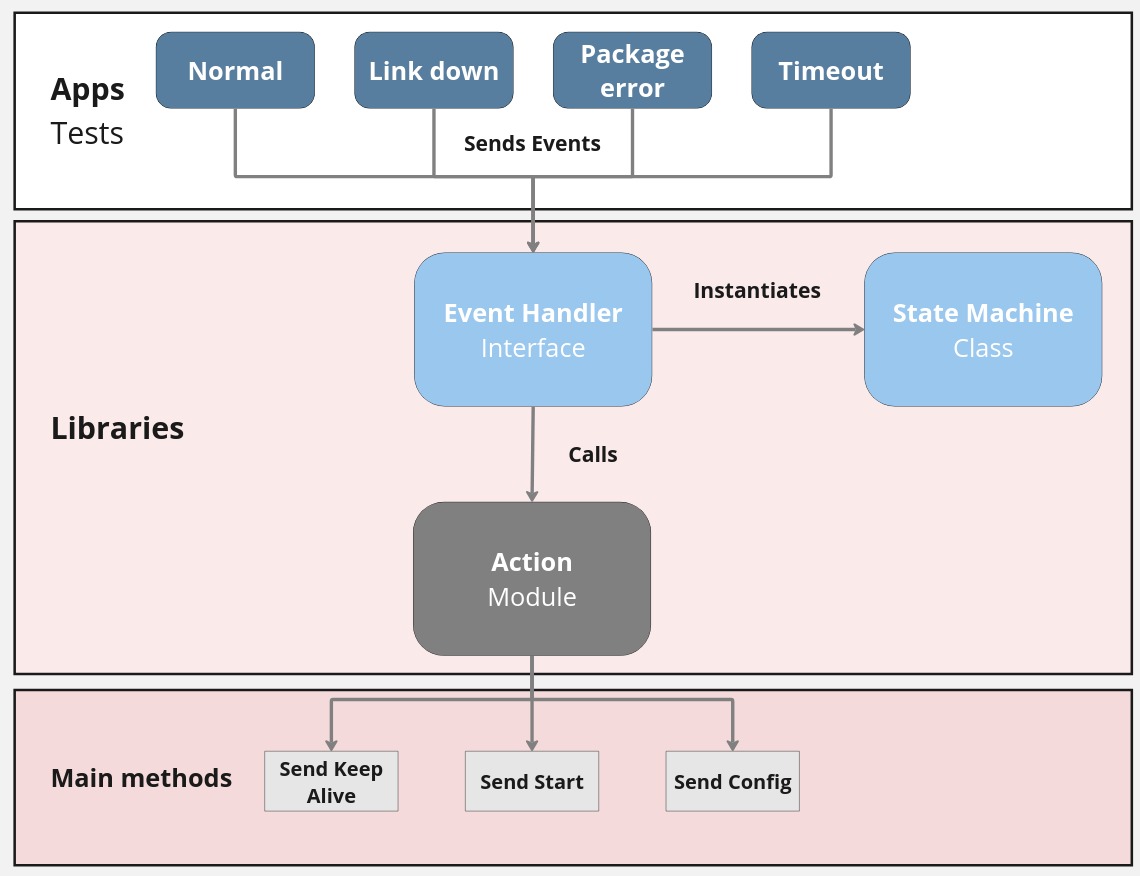 Apps
Tests
Normal
Link down
Package
error
Timeout
Sends Events
Libraries
Event Handler
Interface
Instantiates
State Machine
Class
Calls
Action
Module
Main methods
Send Keep
Alive
Send Start
Send Config